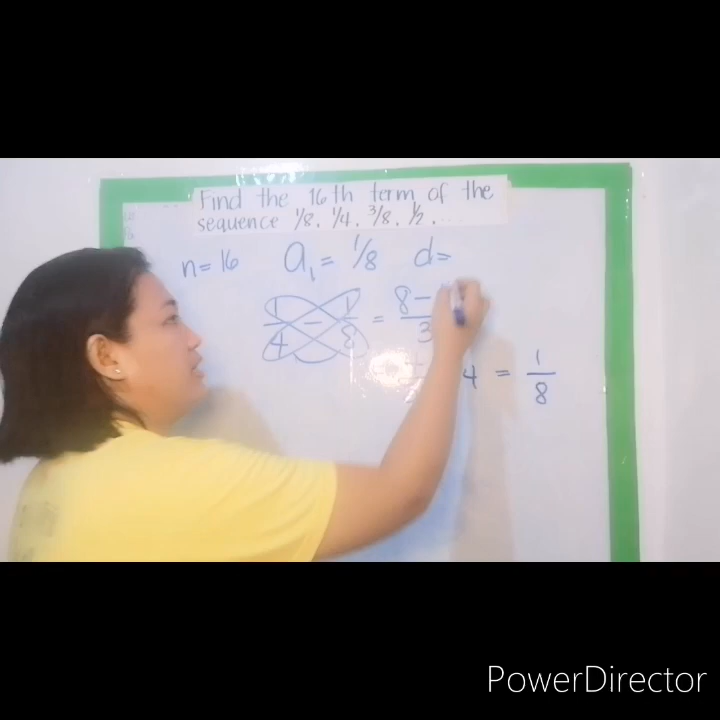 Find the 16th term of the
sequence 1/8, 1/4, 3/8, 1/2, ...
n = 16 a₁ = 1/8 d =
1/4 - 1/8 = 8 -
3
4 = 1/8
PowerDirector